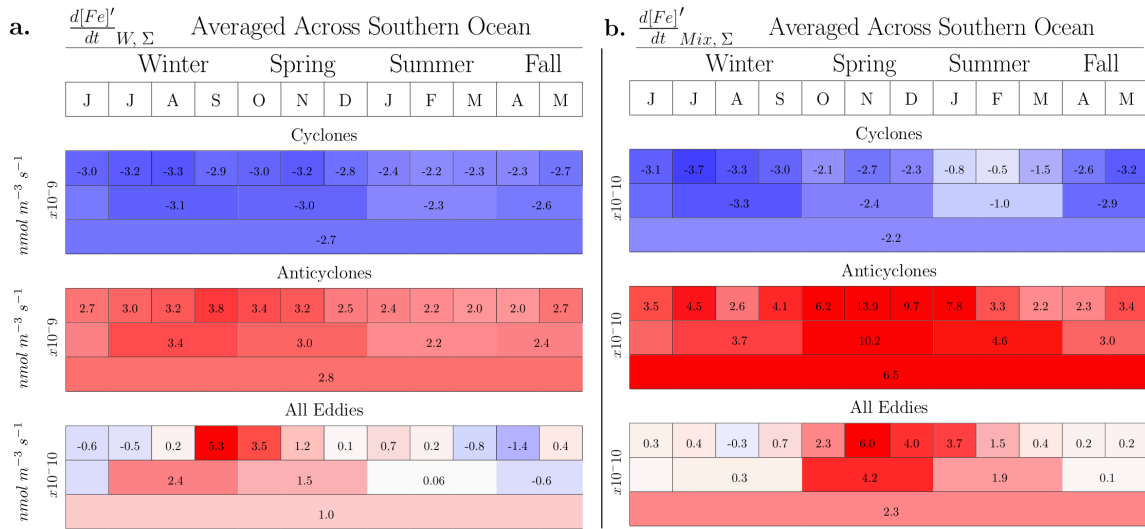 a. d[Fe]′/dt W, Σ Averaged Across Southern Ocean
Winter Spring Summer Fall
J J A S O N D J F M A M
Cyclones
nmol m⁻³ s⁻¹
x10⁻9
-3.0 -3.2 -3.3 -2.9 -3.0 -3.2 -2.8 -2.4 -2.2 -2.3 -2.3 -2.7
-3.1 -3.0 -2.3 -2.6
-2.7
Anticyclones
nmol m⁻³ s⁻¹
x10⁻9
2.7 3.0 3.2 3.8 3.4 3.2 2.5 2.4 2.2 2.0 2.0 2.7
3.4 3.0 2.2 2.4
2.8
All Eddies
nmol m⁻³ s⁻¹
x10⁻10
-0.6 -0.5 0.2 5.3 3.5 1.2 0.1 0.7 0.2 -0.8 -1.4 0.4
2.4 1.5 0.06 -0.6
1.0
b. d[Fe]′/dt Mix, Σ Averaged Across Southern Ocean
Winter Spring Summer Fall
J J A S O N D J F M A M
Cyclones
x10⁻10
-3.1 -3.7 -3.3 -3.0 -2.1 -2.7 -2.3 -0.8 -0.5 -1.5 -2.6 -3.2
-3.3 -2.4 -1.0 -2.9
-2.2
Anticyclones
x10⁻10
3.5 4.5 2.6 4.1 6.2 13.9 9.7 7.8 3.3 2.2 2.3 3.4
3.7 10.2 4.6 3.0
6.5
All Eddies
x10⁻10
0.3 0.4 -0.3 0.7 2.3 6.0 4.0 3.7 1.5 0.4 0.2 0.2
0.3 4.2 1.9 0.1
2.3